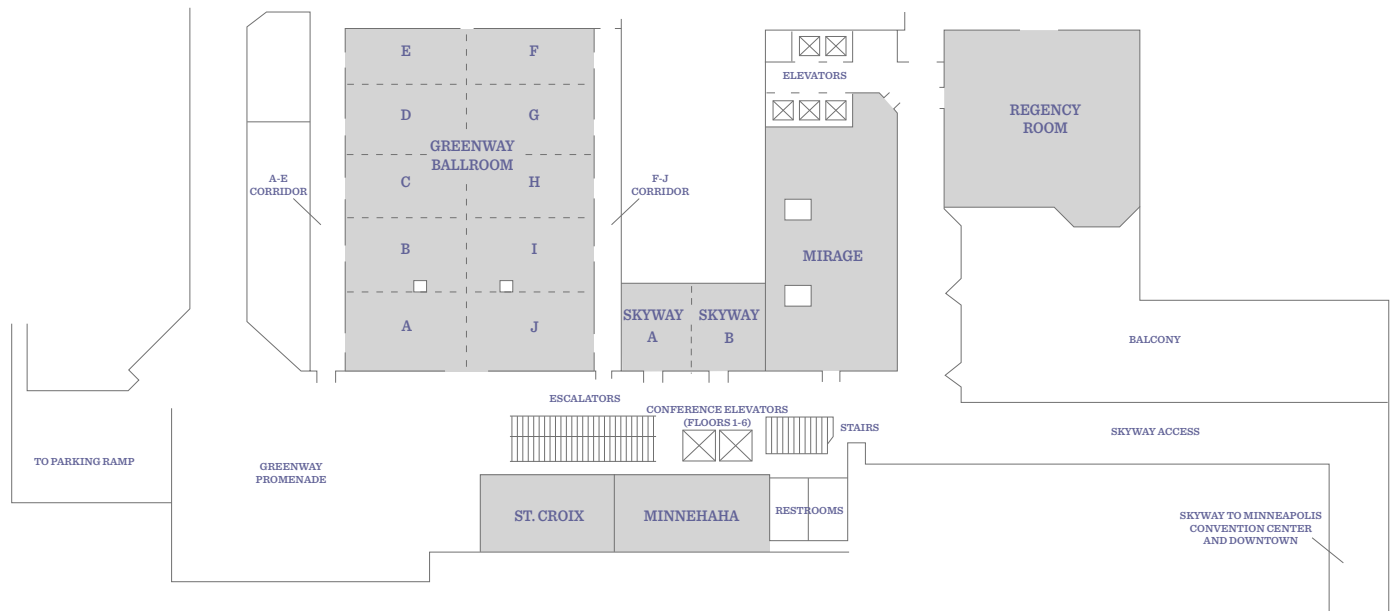 E
F
ELEVATORS
D
G
REGENCY
ROOM
GREENWAY
BALLROOM
A-E
CORRIDOR
C
H
F-J
CORRIDOR
B
I
MIRAGE
SKYWAY
A
SKYWAY
B
A
J
BALCONY
ESCALATORS
CONFERENCE ELEVATORS
(FLOORS 1-6)
STAIRS
SKYWAY ACCESS
TO PARKING RAMP
GREENWAY
PROMENADE
ST. CROIX
MINNEHAHA
RESTROOMS
SKYWAY TO MINNEAPOLIS
CONVENTION CENTER
AND DOWNTOWN